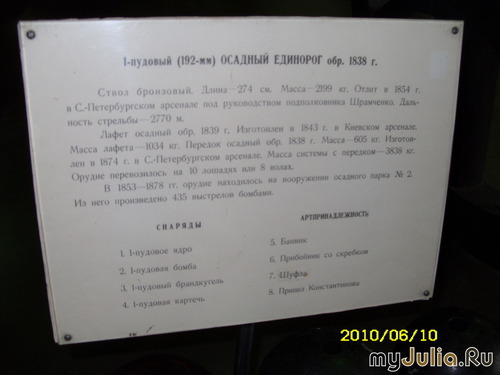 1-пудовый (192-мм) ОСАДНЫЙ ЕДИНОРОГ обр. 1838 г.
Ствол бронзовый. Длина—274 см. Масса—2199 кг. Отлит в 1854 г.
в С.-Петербургском арсенале под руководством подполковника Шрамченко. Даль-
ность стрельбы—2770 м.
Лафет осадный обр. 1839 г. Изготовлен в 1843 г. в Киевском арсенале.
Масса лафета—1034 кг. Передок осадный обр. 1838 г. Масса—605 кг. Изготов-
лен в 1874 г. в С.-Петербургском арсенале. Масса системы с передком—3838 кг.
Орудие перевозилось на 10 лошадях или 8 волах.
В 1853—1878 гг. орудие находилось на вооружении осадного парка № 2.
Из него произведено 435 выстрелов бомбами.
СНАРЯДЫ
1. 1-пудовое ядро
2. 1-пудовая бомба
3. 1-пудовый брандкугель
4. 1-пудовая картечь
АРТПРИНАДЛЕЖНОСТЬ
5. Банник
6. Прибойник со скребком
7. Шуфла
8. Прицел Константинова
2010/06/10
myJulia.Ru